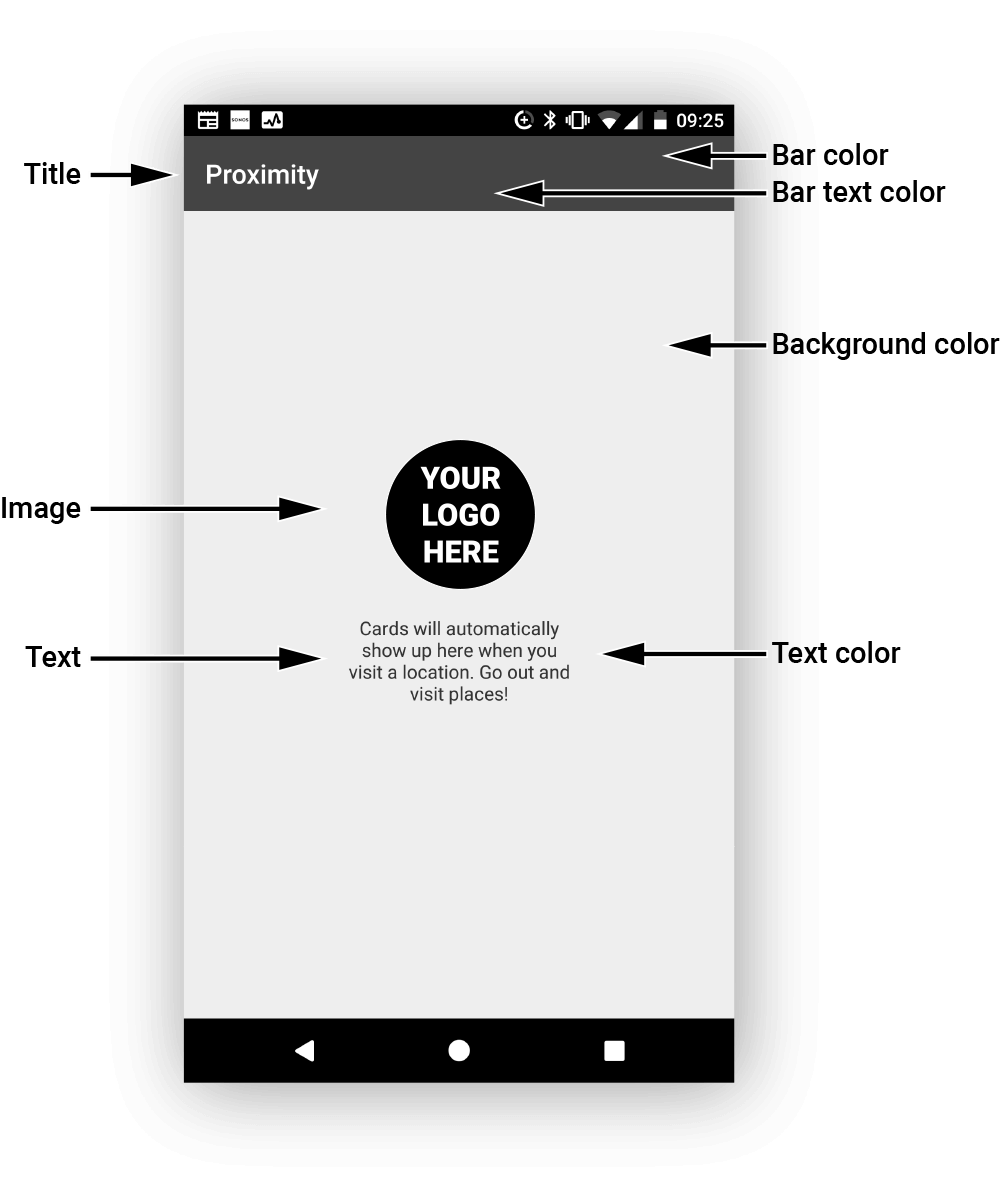 SONOS
09:25
Bar color
Title
Proximity
Bar text color
Background color
YOUR
LOGO
HERE
Image
Cards will automatically
show up here when you
visit a location. Go out and
visit places!
Text
Text color